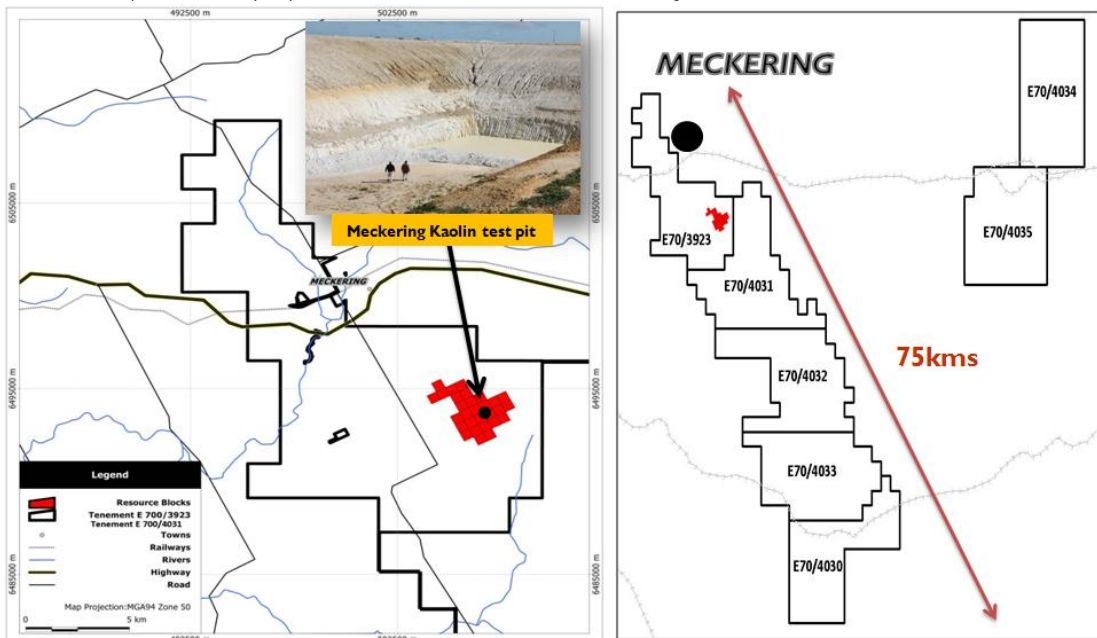 492500 m
502500 m
6505000 m
6505000 m
Meckering Kaolin test pit
MECKERING
6495000 m
6495000 m
Legend
Resource Blocks
Tenement E 700/3923
Tenement E 700/4031
Towns
Railways
Rivers
Highway
Road
Map Projection:MGA94 Zone 50
0 5 km
6485000 m
6485000 m
MECKERING
E70/4034
E70/3923
E70/4035
E70/4031
75kms
E70/4032
E70/4033
E70/4030